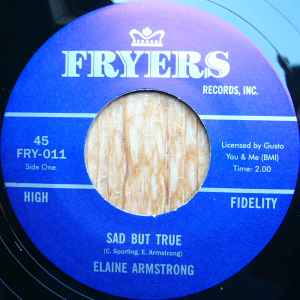 FRYERS
RECORDS, INC.
45
FRY-011
Side One
Licensed by Gusto
You & Me (BMI)
Time: 2.00
HIGH
FIDELITY
SAD BUT TRUE
(C. Sporting, E. Armstrong)
ELAINE ARMSTRONG